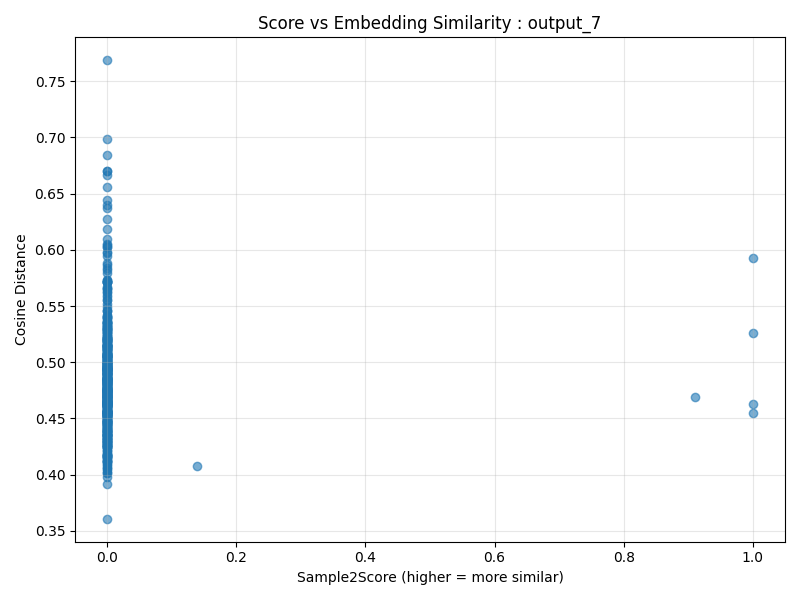 Score vs Embedding Similarity : output_7
Cosine Distance
0.75
0.70
0.65
0.60
0.55
0.50
0.45
0.40
0.35
0.0 0.2 0.4 0.6 0.8 1.0
Sample2Score (higher = more similar)